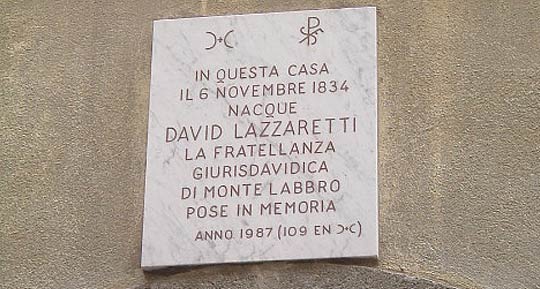 Ɔ+C ☧
IN QUESTA CASA
IL 6 NOVEMBRE 1834
NACQUE
DAVID LAZZARETTI
LA FRATELLANZA
GIURISDAVIDICA
DI MONTE LABBRO
POSE IN MEMORIA
ANNO 1987 (109 EN Ɔ+C)